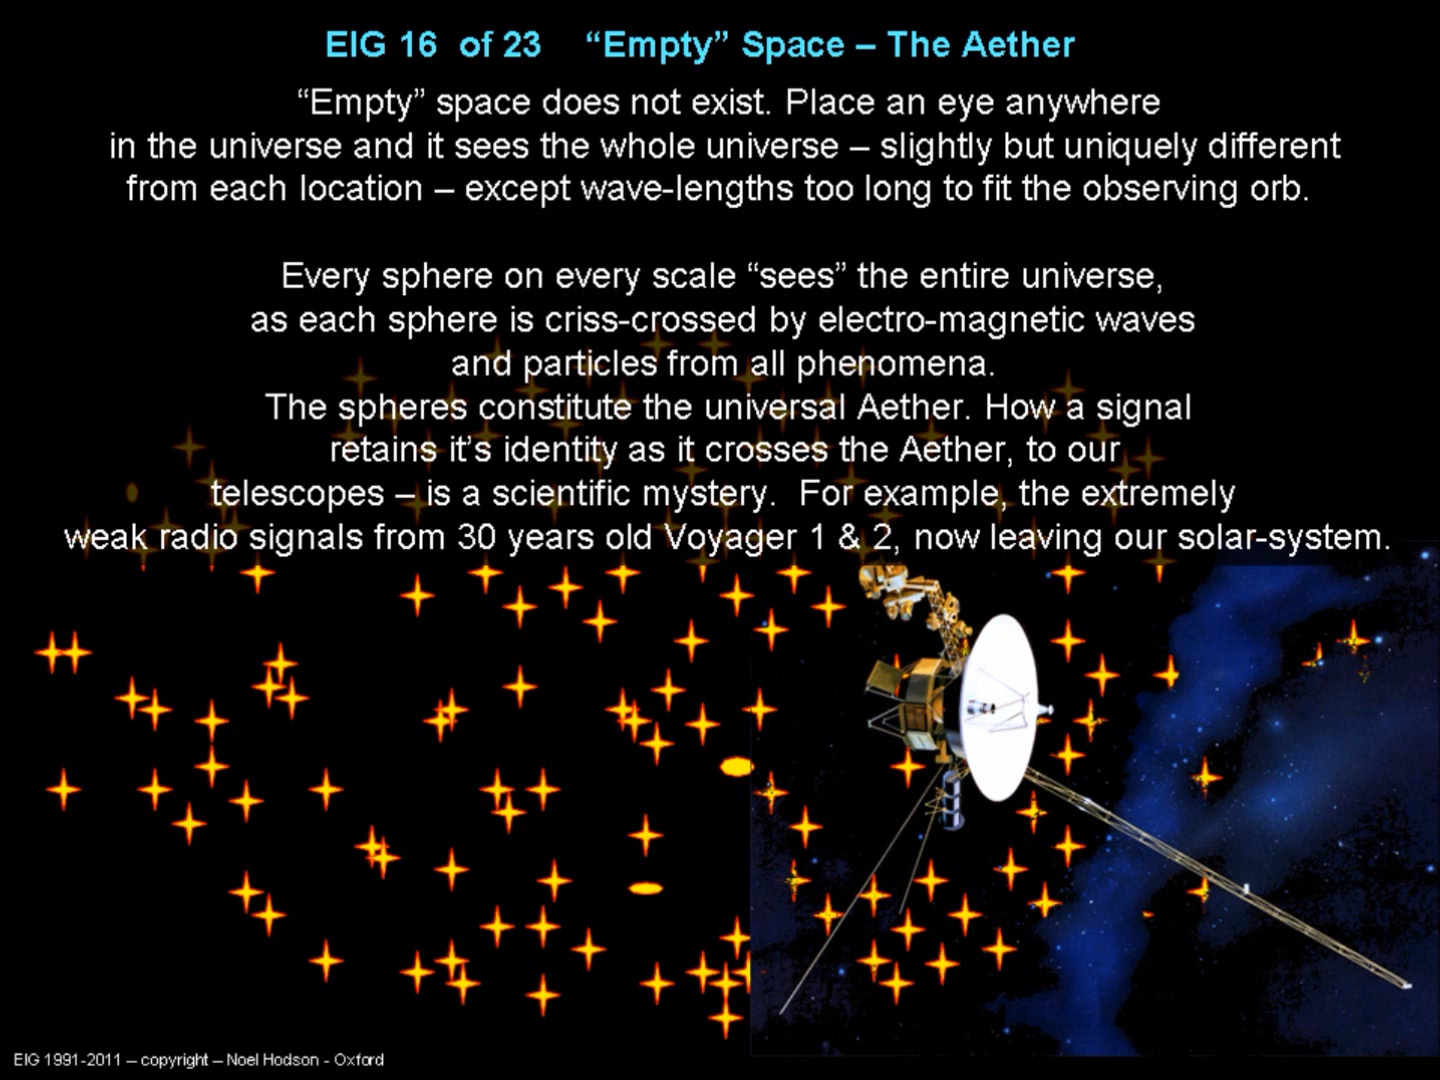 EIG 16 of 23 “Empty” Space – The Aether
“Empty” space does not exist. Place an eye anywhere
in the universe and it sees the whole universe – slightly but uniquely different
from each location – except wave-lengths too long to fit the observing orb.
Every sphere on every scale “sees” the entire universe,
as each sphere is criss-crossed by electro-magnetic waves
and particles from all phenomena.
The spheres constitute the universal Aether. How a signal
retains it’s identity as it crosses the Aether, to our
telescopes – is a scientific mystery. For example, the extremely
weak radio signals from 30 years old Voyager 1 & 2, now leaving our solar-system.
EIG 1991-2011 – copyright – Noel Hodson - Oxford